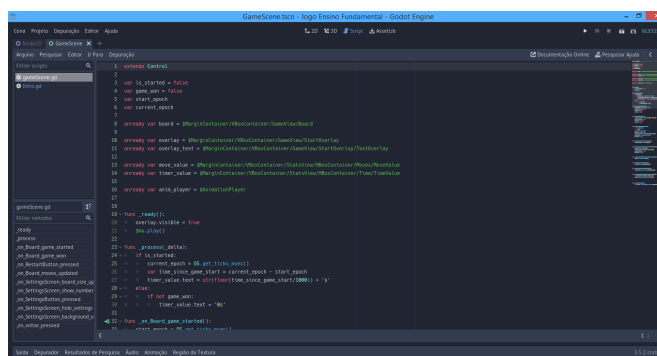 GameScene.tscn - Jogo Ensino Fundamental - Godot Engine
Cena Projeto Depuração Editor Ajuda
2D 3D Script AssetLib
GLES2
Node2D GameScene
Arquivo Pesquisar Editar Ir Para Depuração
Documentação Online Pesquisar Ajuda
Filtrar scripts
gameScene.gd
Intro.gd
1 extends Control
2
3 var is_started = false
4 var game_won = false
5 var start_epoch
6 var current_epoch
7
8 onready var board = $MarginContainer/VBoxContainer/GameView/Board
9
10 onready var overlay = $MarginContainer/VBoxContainer/GameView/StartOverlay
11 onready var overlay_text = $MarginContainer/VBoxContainer/GameView/StartOverlay/TextOverlay
12
13 onready var move_value = $MarginContainer/VBoxContainer/StatsView/HBoxContainer/Moves/MoveValue
14 onready var timer_value = $MarginContainer/VBoxContainer/StatsView/HBoxContainer/Time/TimeValue
15
16 onready var anim_player = $AnimationPlayer
17
18
19 func _ready():
20 overlay.visible = true
21 .play()
22
23 func _process(_delta):
24 if is_started:
25 current_epoch = OS.get_ticks_msec()
26 var time_since_game_start = current_epoch - start_epoch
27 timer_value.text = str(floor(time_since_game_start/1000)) + 's'
28 else:
29 if not game_won:
30 timer_value.text = '0s'
31
32 func _on_Board_game_started():
33 start_epoch = OS.get_ticks_msec()
gameScene.gd
Filtrar métodos
_ready
_process
_on_Board_game_started
_on_Board_game_won
_on_RestartButton_pressed
_on_Board_moves_updated
_on_SettingsScreen_board_size_up
_on_SettingsScreen_show_number
_on_SettingsButton_pressed
_on_SettingsScreen_hide_settings
_on_SettingsScreen_background_u
_on_voltar_pressed
Saída Depurador Resultados de Pesquisa Áudio Animação Região da Textura